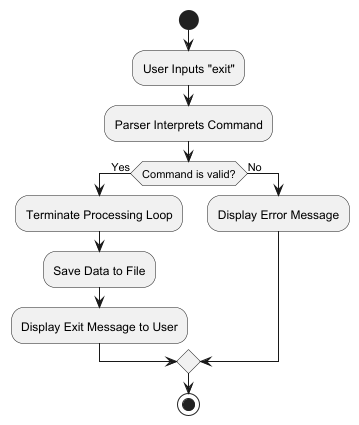 User Inputs "exit"
Parser Interprets Command
Yes
Command is valid?
No
Terminate Processing Loop
Display Error Message
Save Data to File
Display Exit Message to User